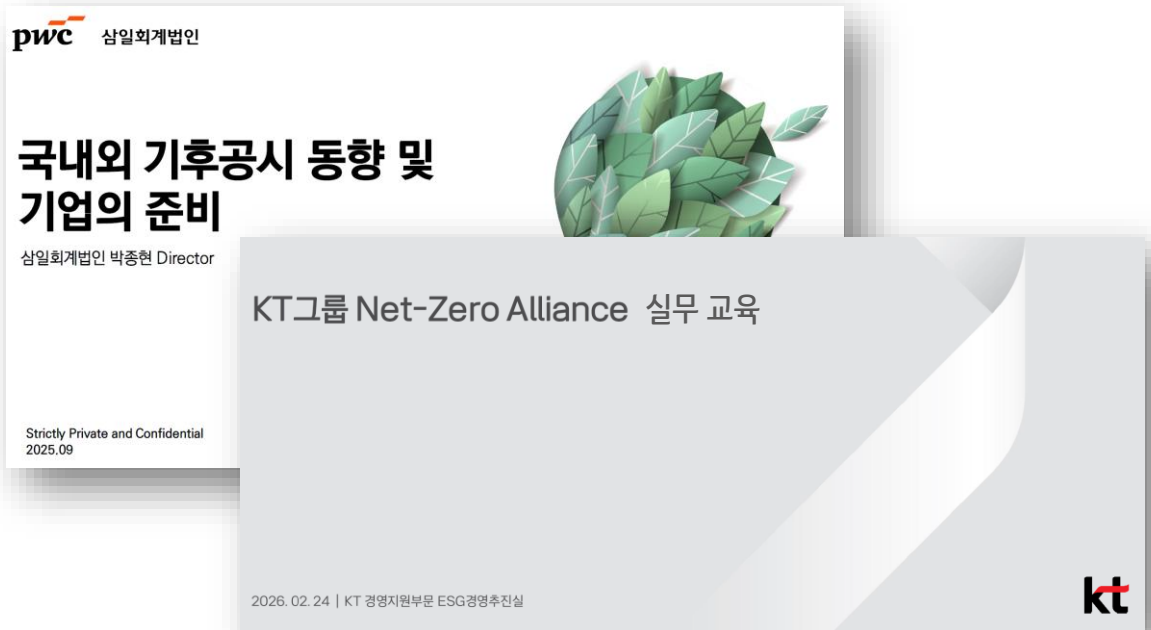 pwc 삼일회계법인
국내외 기후공시 동향 및
기업의 준비
삼일회계법인 박종현 Director
Strictly Private and Confidential
2025.09
KT그룹 Net-Zero Alliance 실무 교육
2026. 02. 24 | KT 경영지원부문 ESG경영추진실
kt